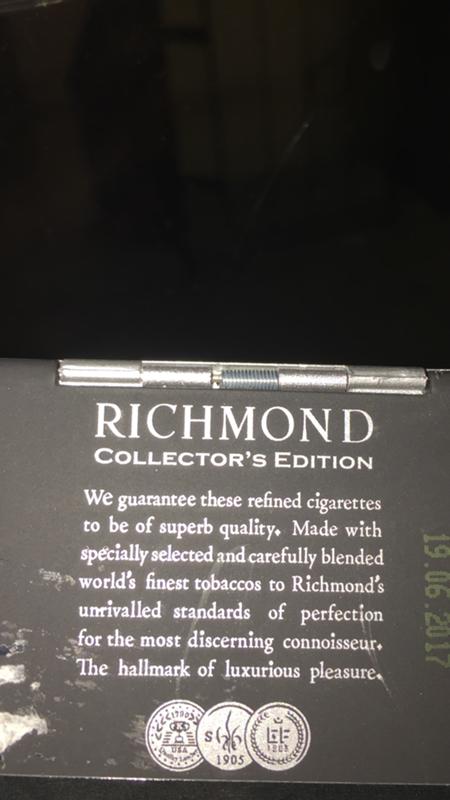 RICHMOND
COLLECTOR'S EDITION
We guarantee these refined cigarettes
to be of superb quality. Made with
specially selected and carefully blended
world's finest tobaccos to Richmond's
unrivalled standards of perfection
for the most discerning connoisseur.
The hallmark of luxurious pleasure.
19.06.2017
K
USA
S
1905